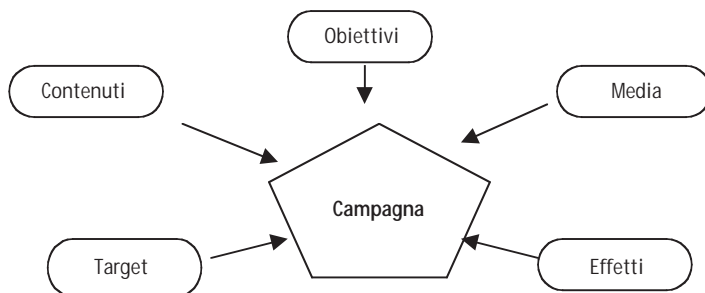 Obiettivi
Contenuti
Media
Campagna
Target
Effetti